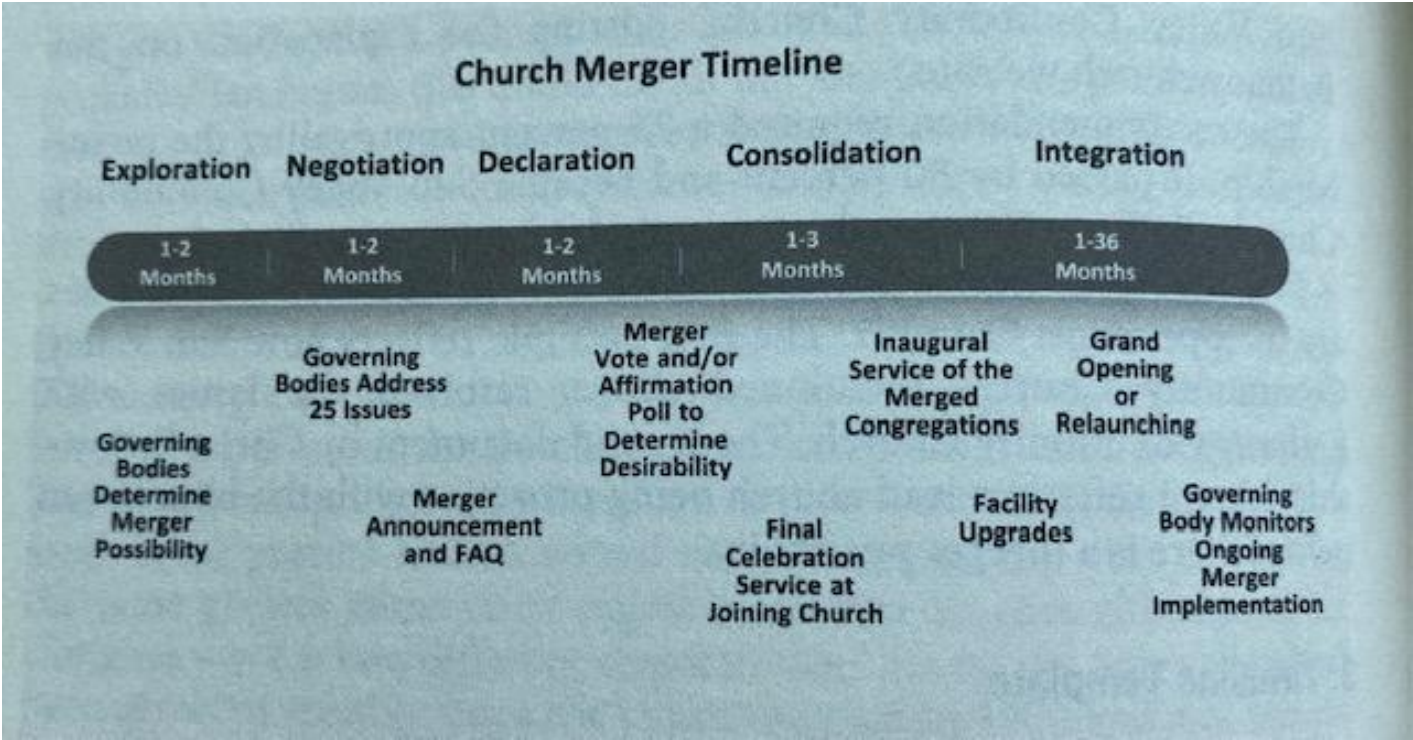 Church Merger Timeline
Exploration
Negotiation
Declaration
Consolidation
Integration
1-2
Months
1-2
Months
1-2
Months
1-3
Months
1-36
Months
Governing
Bodies
Determine
Merger
Possibility
Governing
Bodies Address
25 Issues
Merger
Announcement
and FAQ
Merger
Vote and/or
Affirmation
Poll to
Determine
Desirability
Final
Celebration
Service at
Joining Church
Inaugural
Service of the
Merged
Congregations
Facility
Upgrades
Grand
Opening
or
Relaunching
Governing
Body Monitors
Ongoing
Merger
Implementation